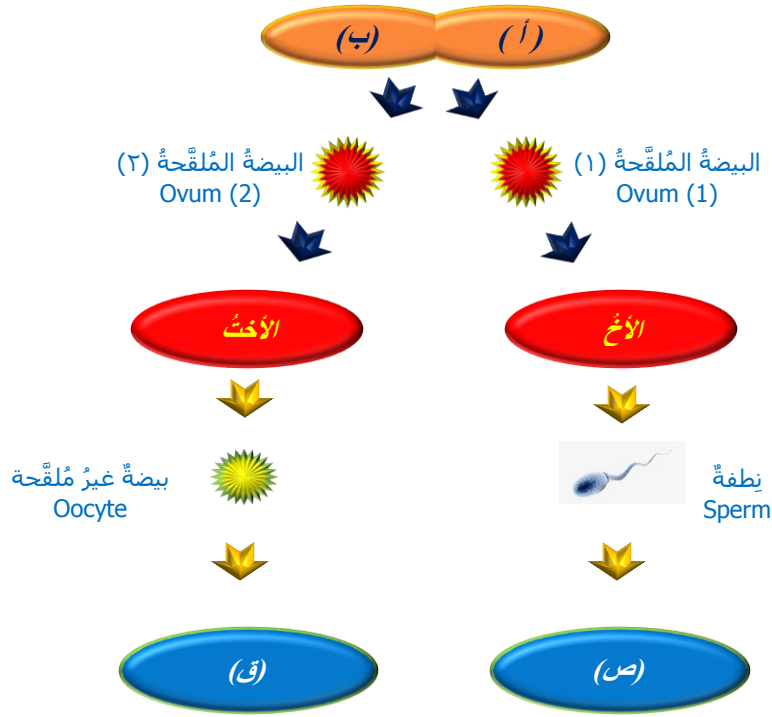 (أ)
(ب)
البيضةُ المُلقَّحةُ (١)
Ovum (1)
البيضةُ المُلقَّحةُ (٢)
Ovum (2)
الأخُ
الأختُ
نِطفةٌ
Sperm
بيضةٌ غيرُ مُلقَّحة
Oocyte
(ص)
(ق)